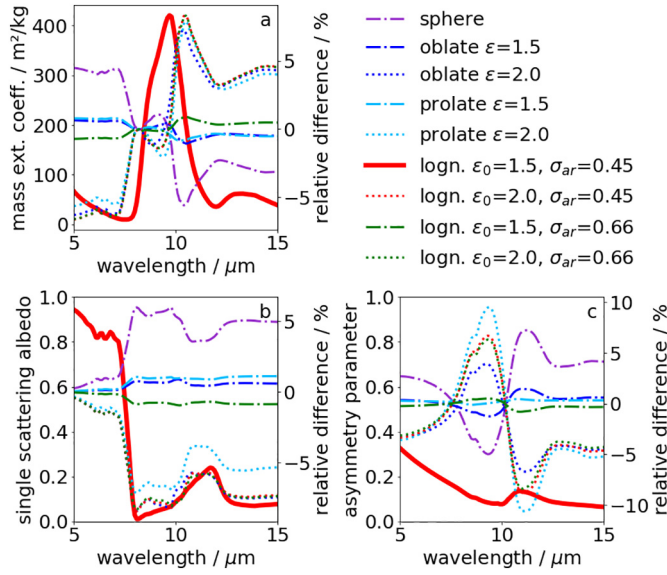 a
mass ext. coeff. / m²/kg
400
300
200
100
0
5
0
−5
relative difference / %
5
10
15
wavelength / μm
sphere
oblate ε=1.5
oblate ε=2.0
prolate ε=1.5
prolate ε=2.0
logn. ε₀=1.5, σₐᵣ=0.45
logn. ε₀=2.0, σₐᵣ=0.45
logn. ε₀=1.5, σₐᵣ=0.66
logn. ε₀=2.0, σₐᵣ=0.66
b
single scattering albedo
1.0
0.8
0.6
0.4
0.2
0.0
5
0
−5
relative difference / %
5
10
15
wavelength / μm
c
asymmetry parameter
1.0
0.8
0.6
0.4
0.2
0.0
10
5
0
−5
−10
relative difference / %
5
10
15
wavelength / μm